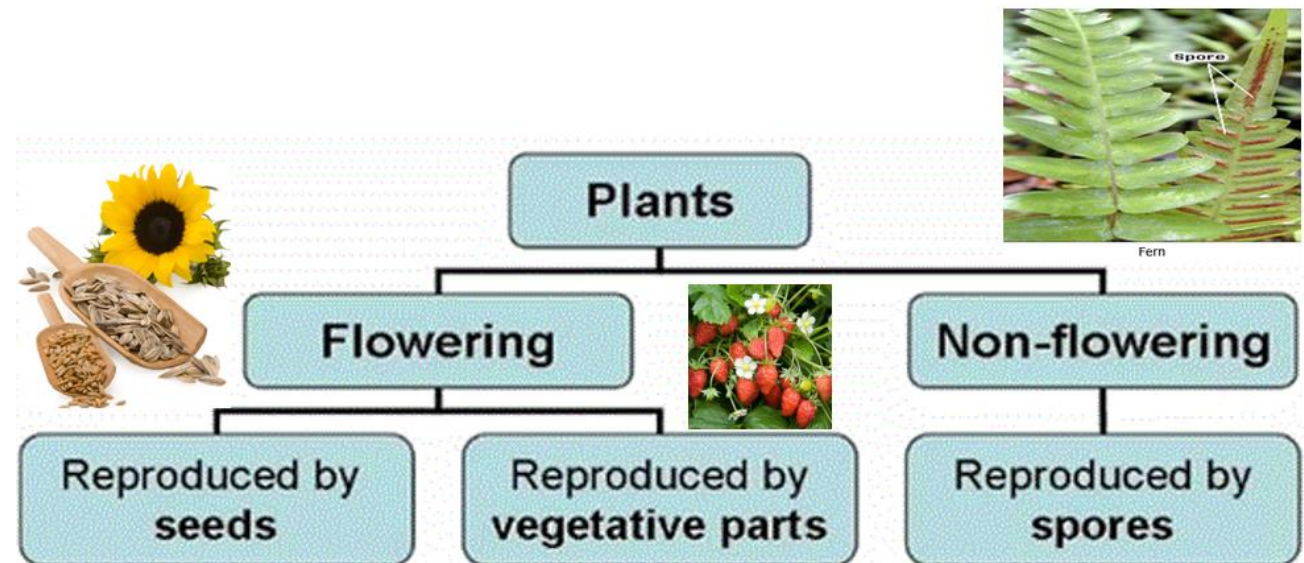 Spore
Plants
Fern
Flowering
Non-flowering
Reproduced by
seeds
Reproduced by
vegetative parts
Reproduced by
spores